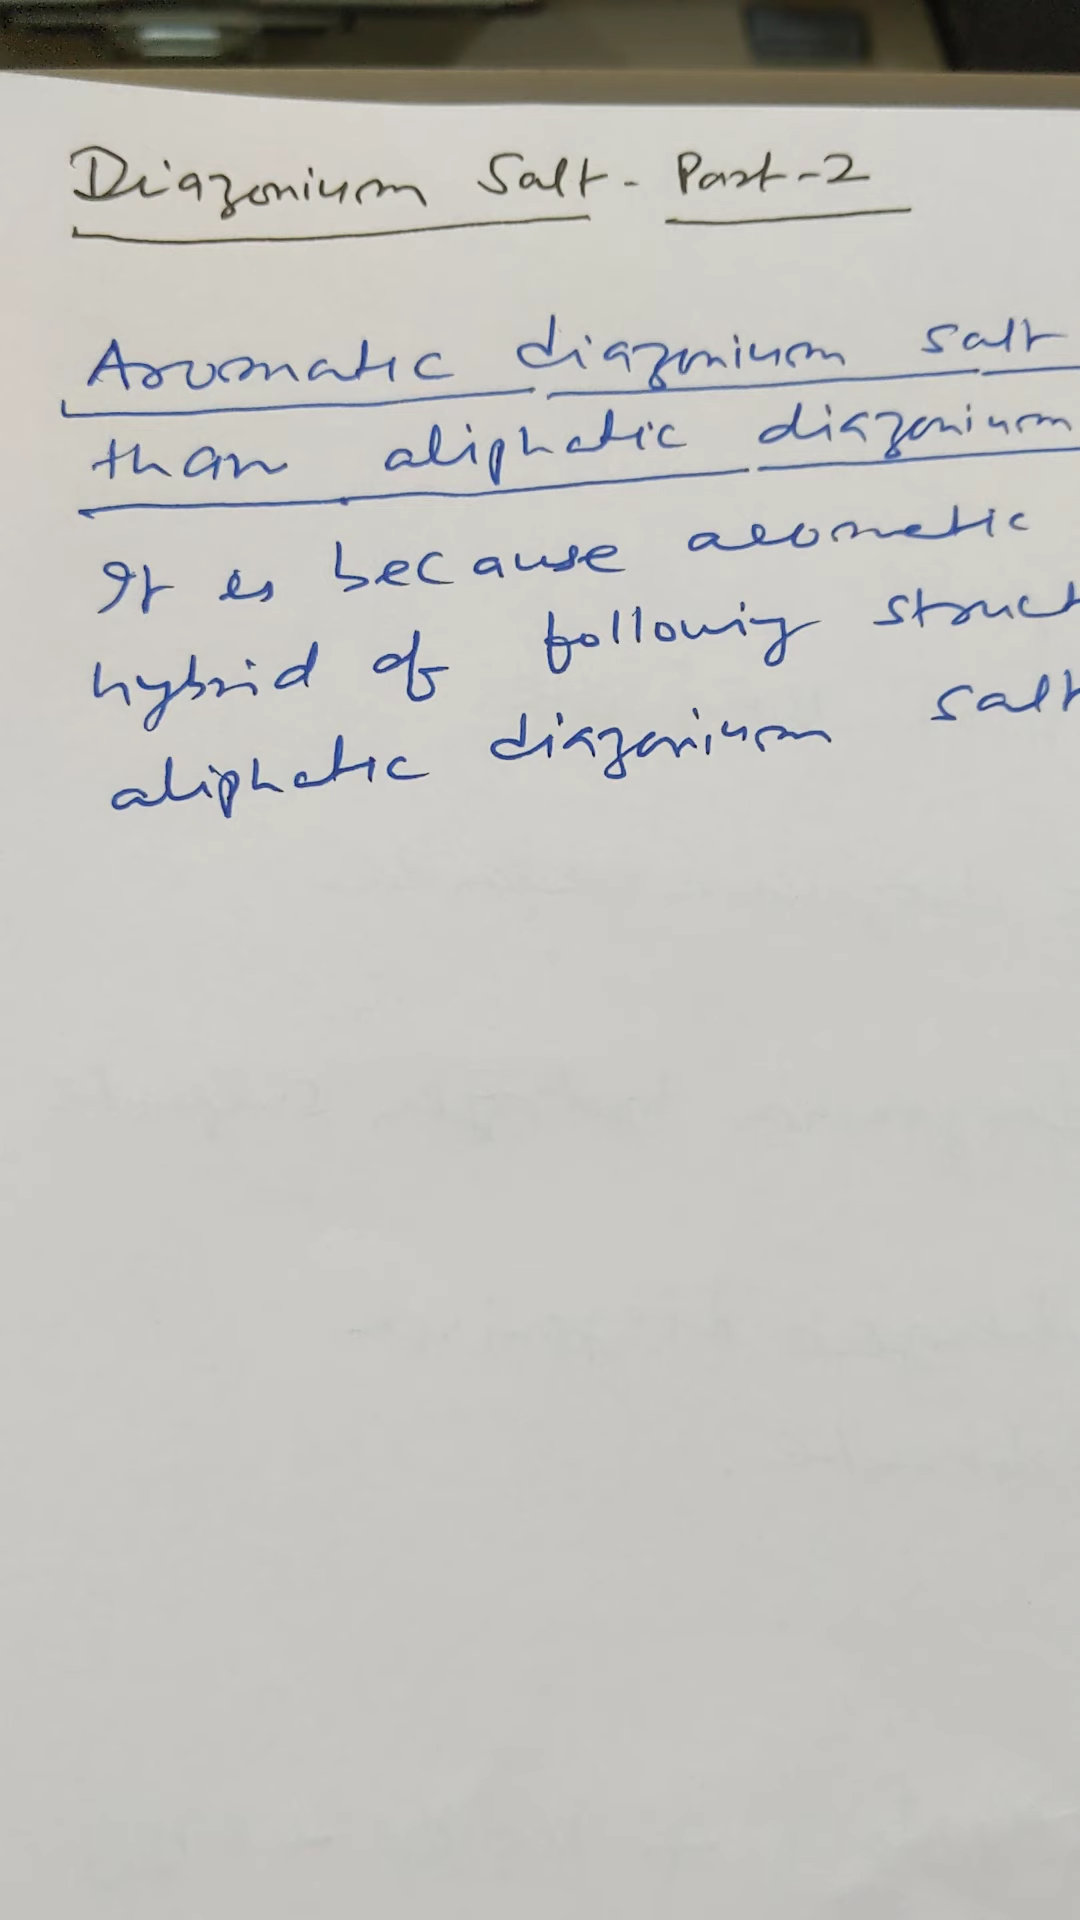 Diazonium Salt - Part-2
Aromatic diazonium salt
than aliphatic diazonium
It is because aromatic
hybrid of following struct
aliphatic diazonium salt